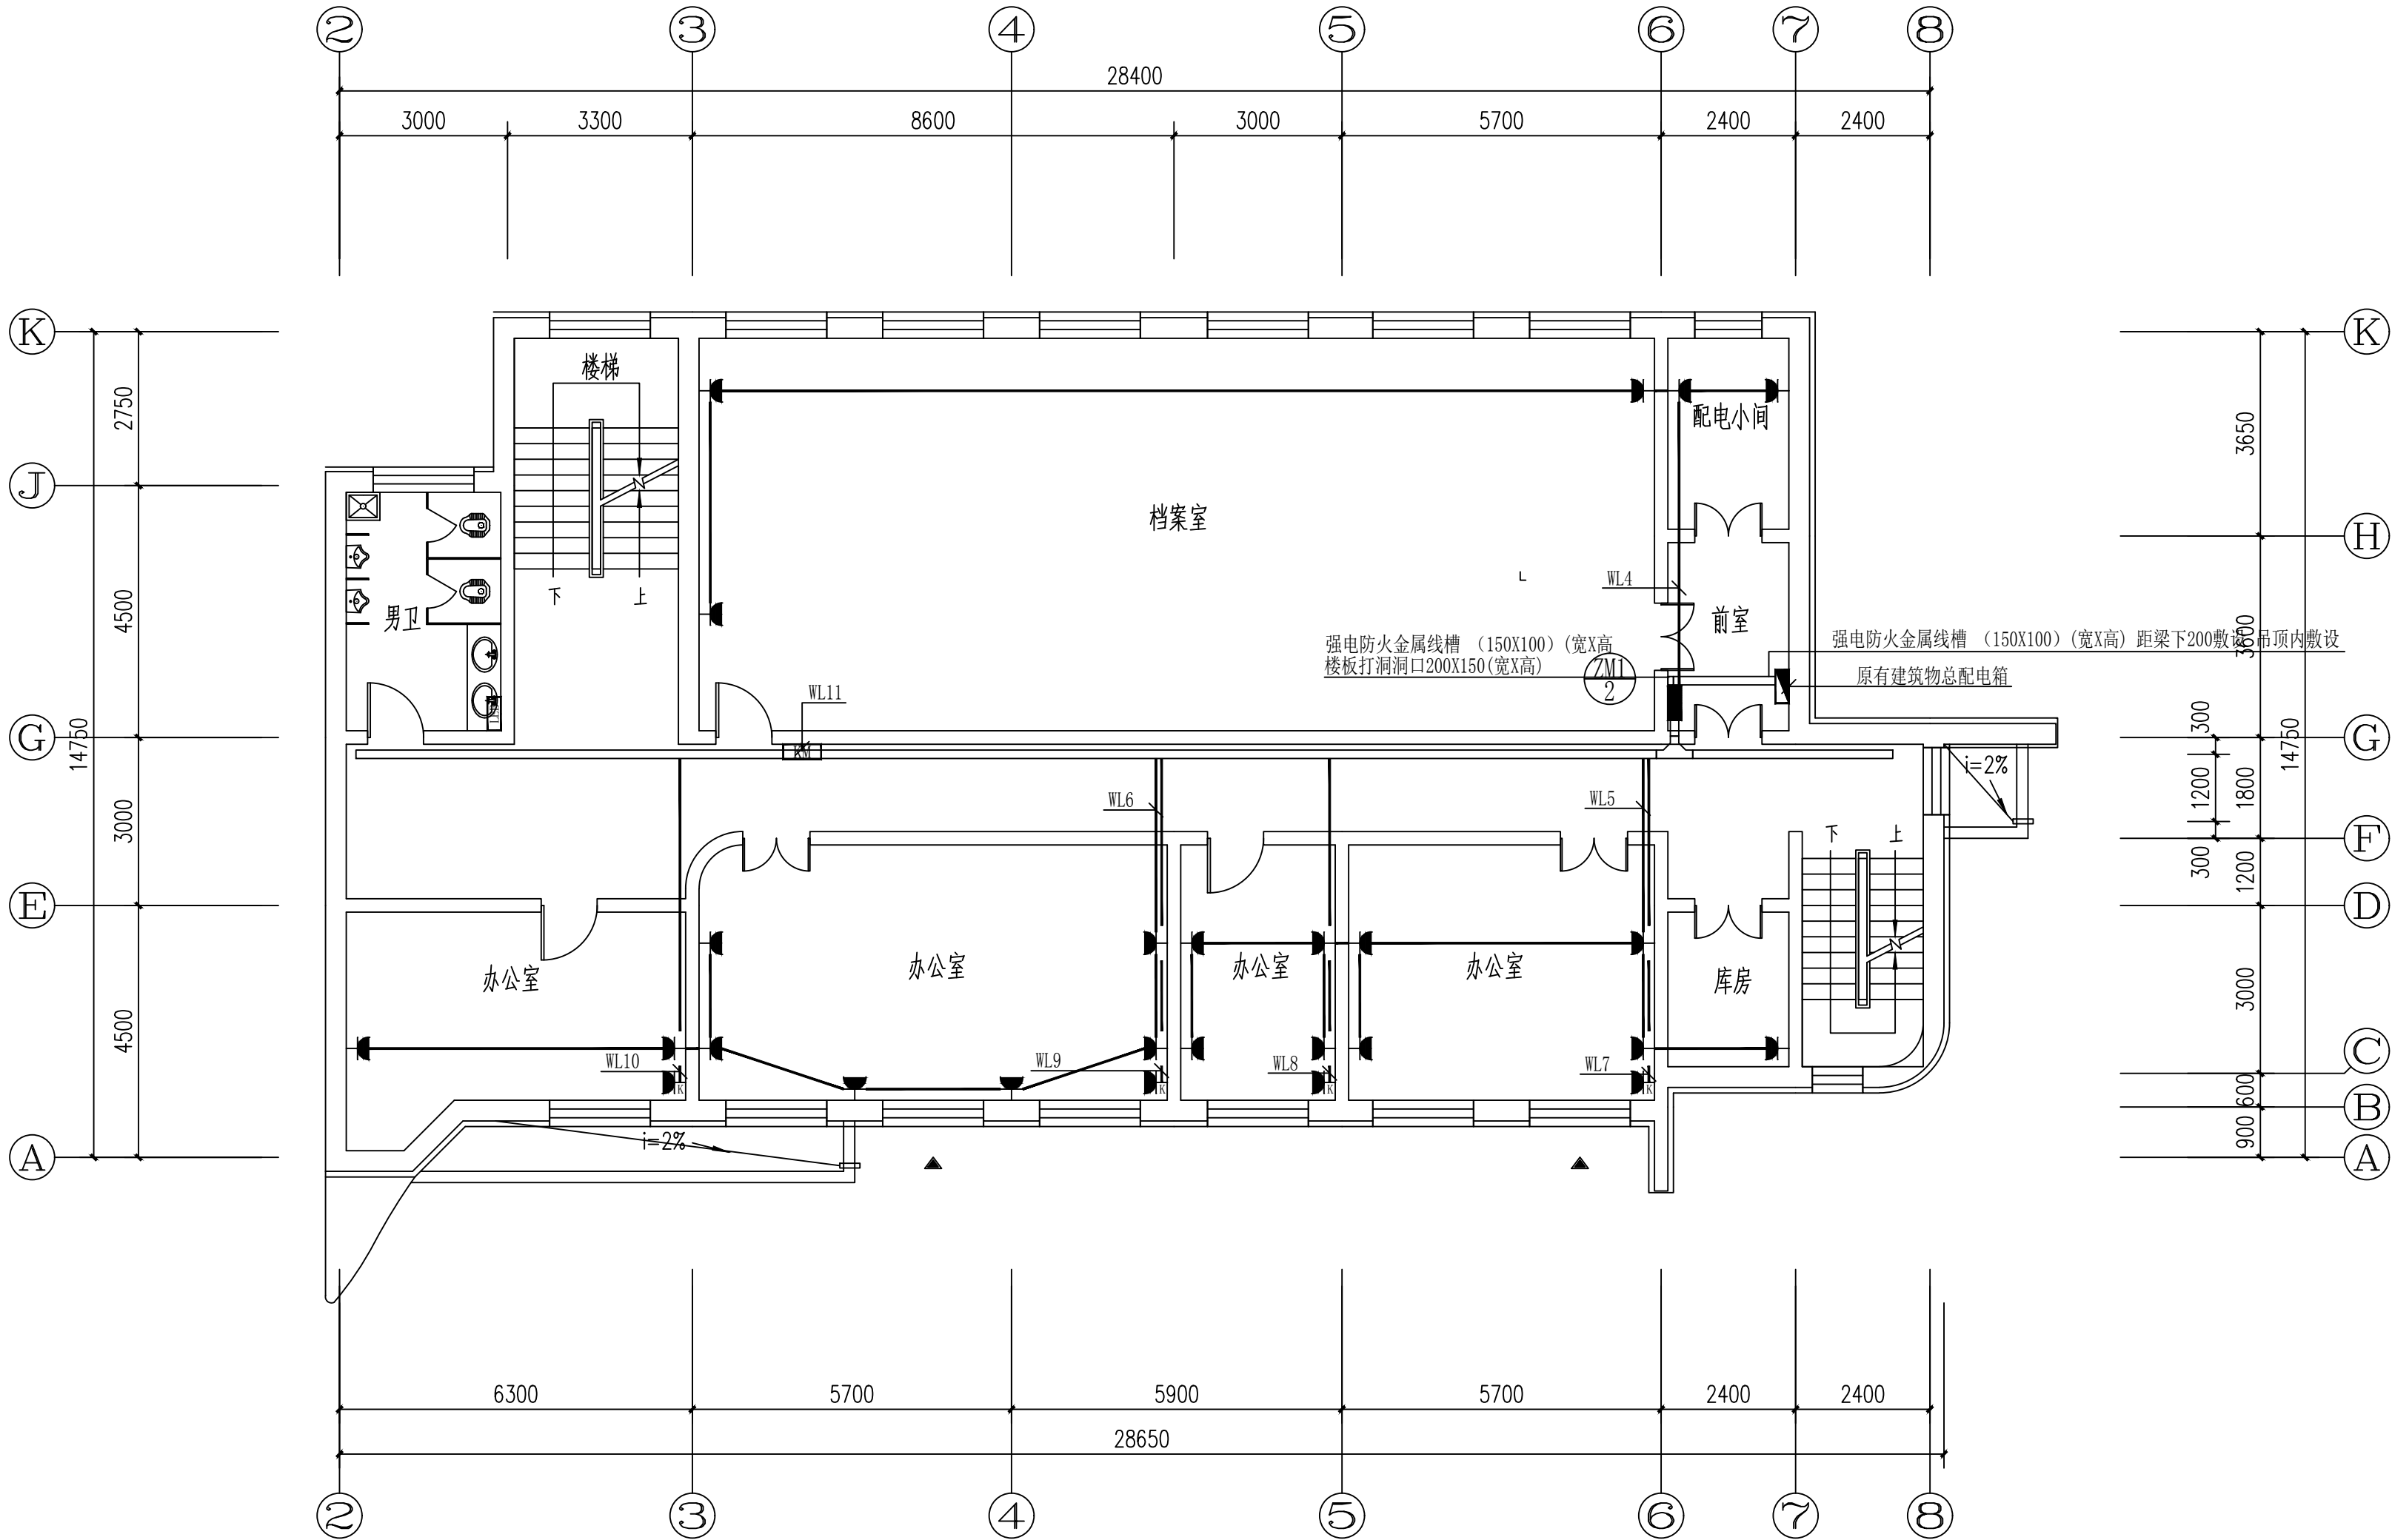 2 3 4 5 6 7 8
28400
3000 3300 8600 3000 5700 2400 2400
K K
楼梯
2750
配电小间
3650
J
档案室
H
下 上
WL4
4500
男卫
前室
3600
强电防火金属线槽 （150X100）(宽X高
强电防火金属线槽 （150X100）(宽X高) 距梁下200敷设 吊顶内敷设
楼板打洞洞口200X150(宽X高)
ZM1
2
原有建筑物总配电箱
WL11
300
G G
14750 14750
KM
i=2%
WL6 WL5
1200 1800
3000
下 上
F
300 1200
E D
办公室 办公室 办公室 办公室 库房
3000
4500
C
WL10 WL9 WL8 WL7
K K K K
600
B
i=2%
900
A A
6300 5700 5900 5700 2400 2400
28650
2 3 4 5 6 7 8